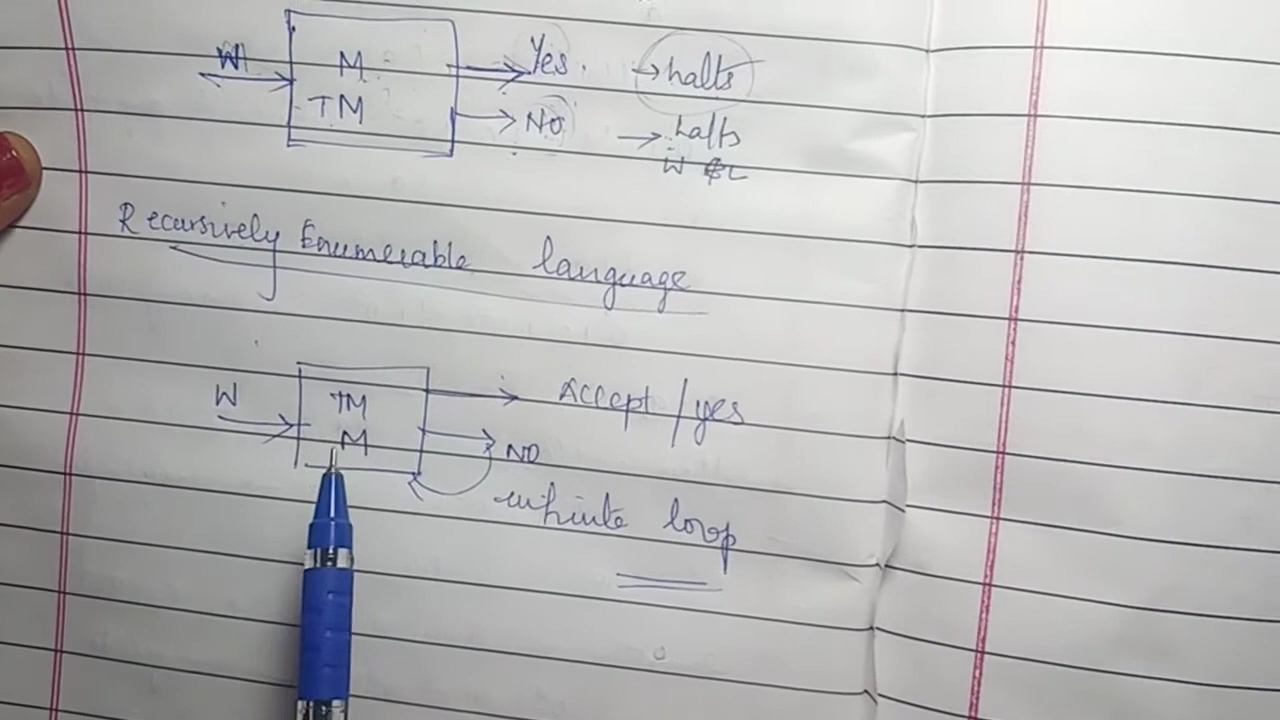 W
M
TM
Yes. → halts
NO → halts
W ∉ L
Recursively Enumerable language
W
TM
M
Accept / yes
NO
infinite loop